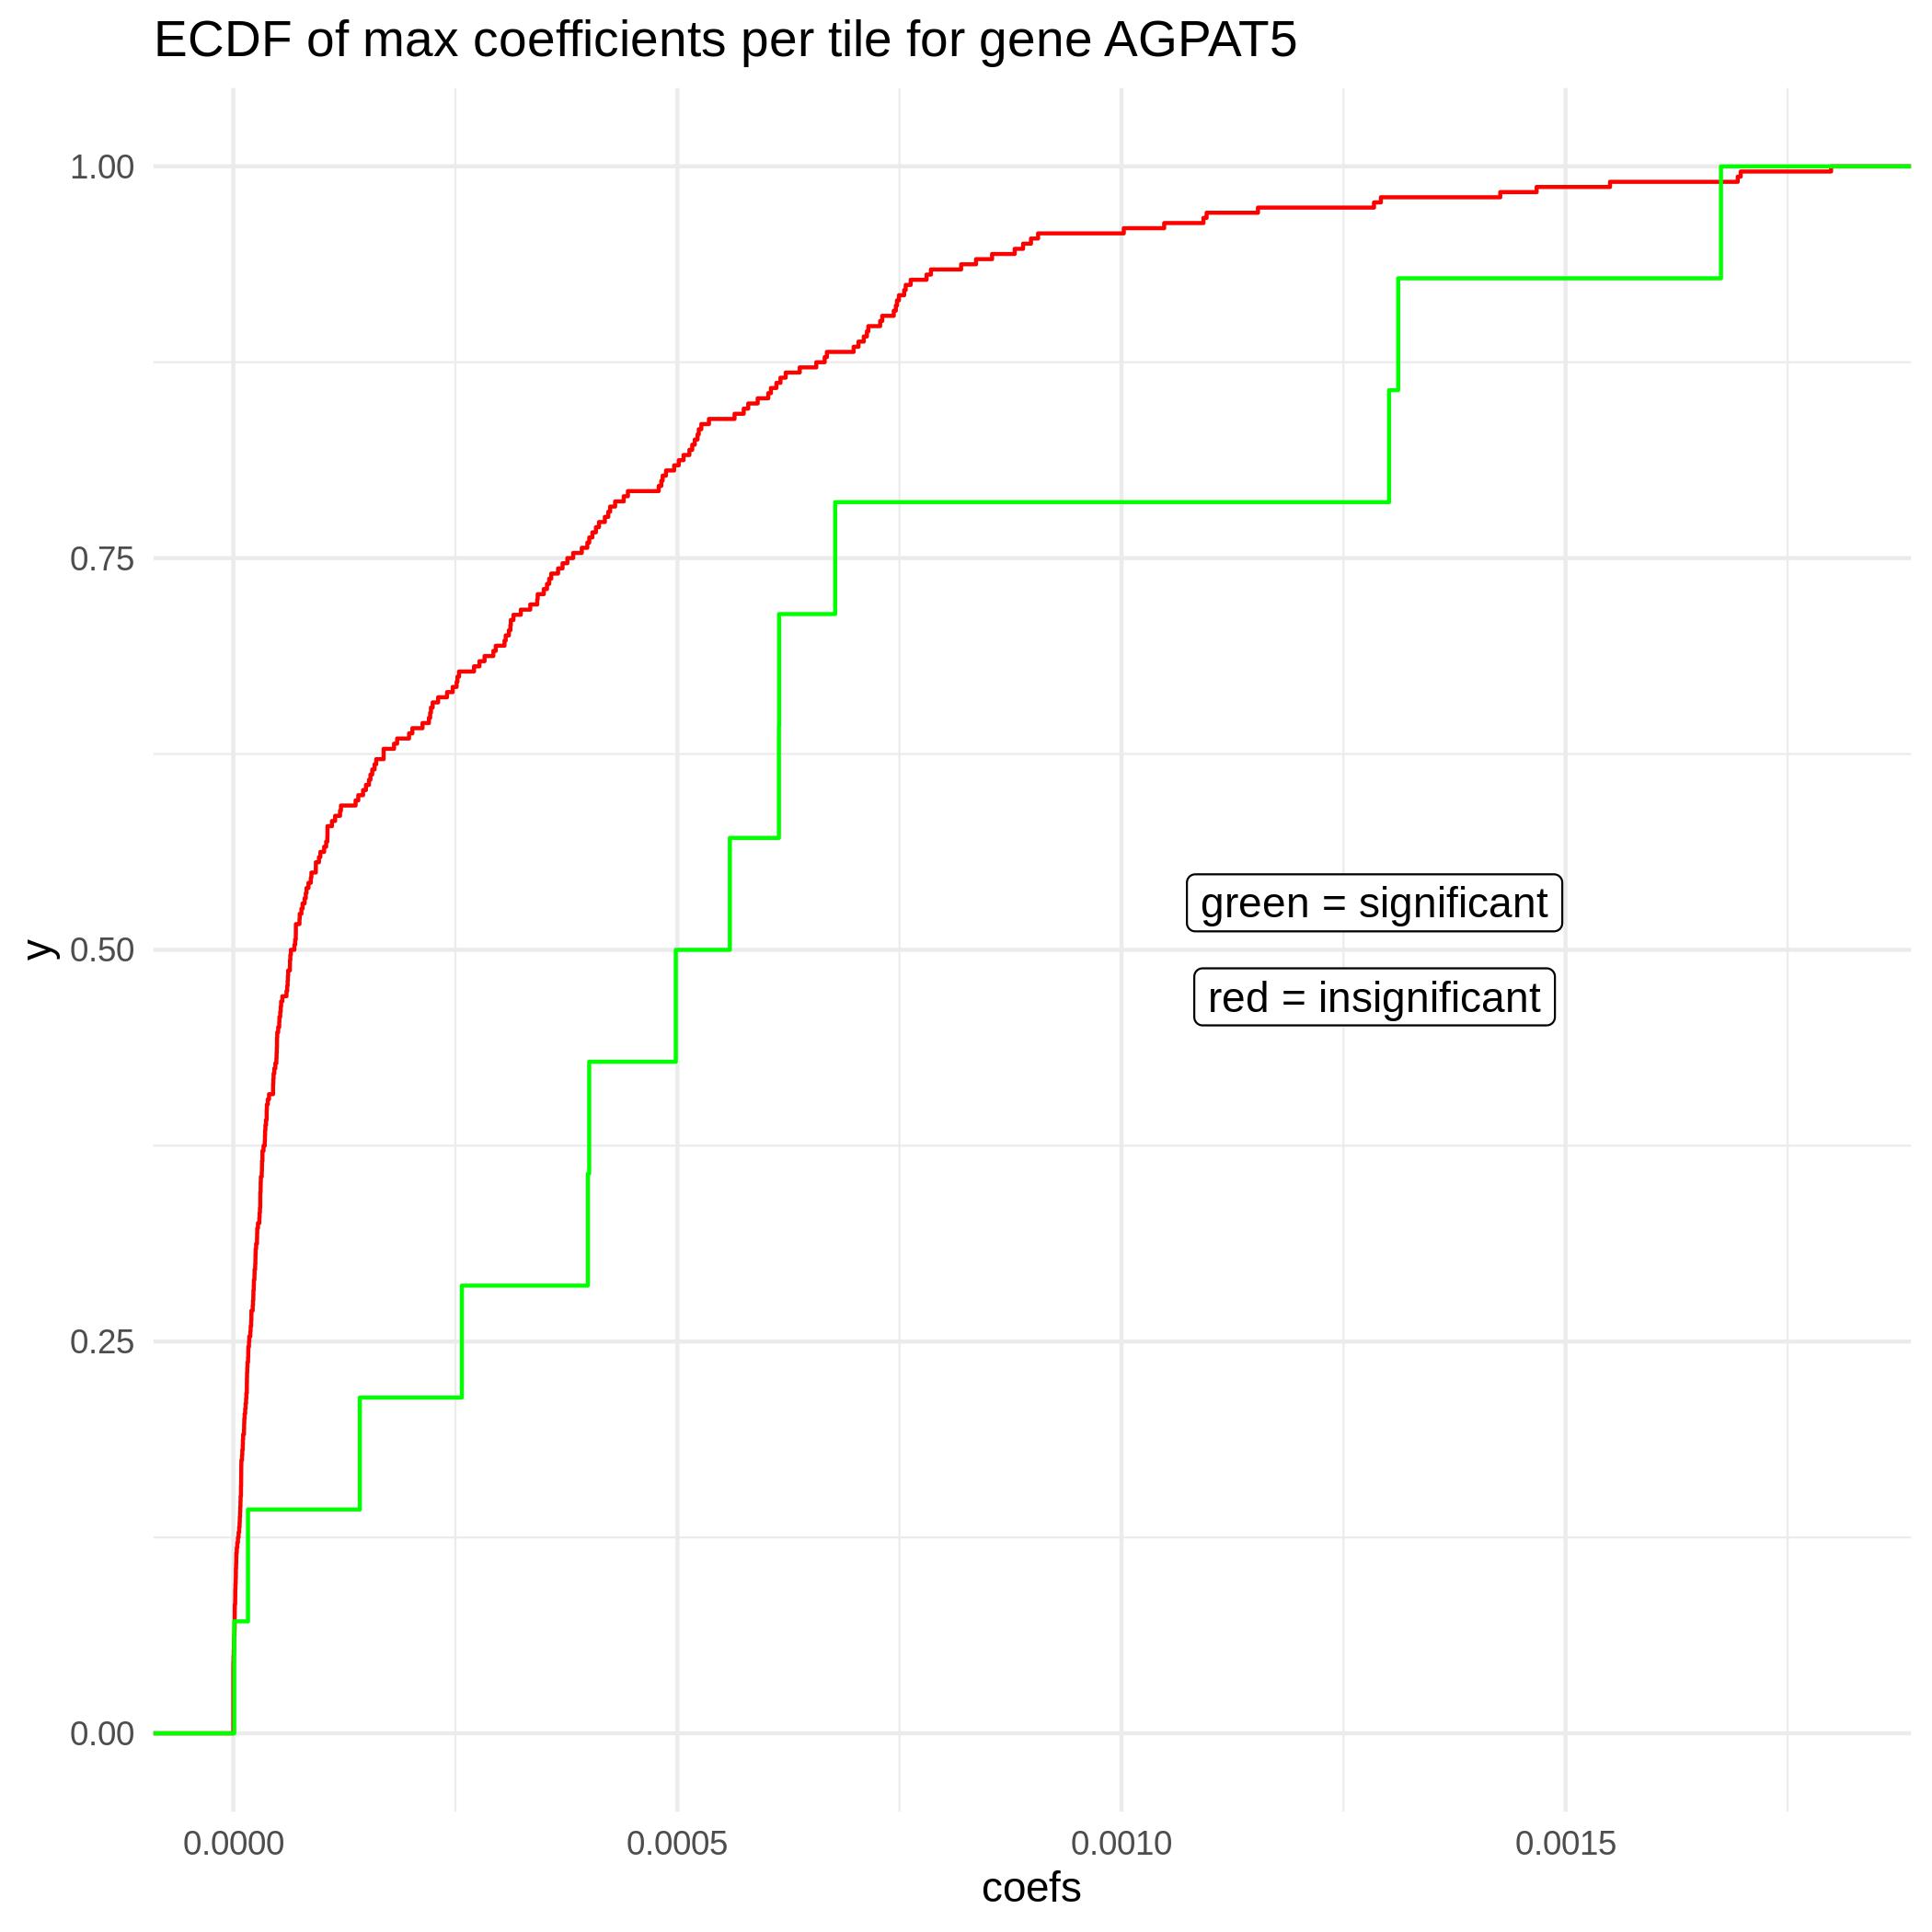 ECDF of max coefficients per tile for gene AGPAT5
1.00
0.75
0.50
0.25
0.00
y
green = significant
red = insignificant
0.0000 0.0005 0.0010 0.0015
coefs